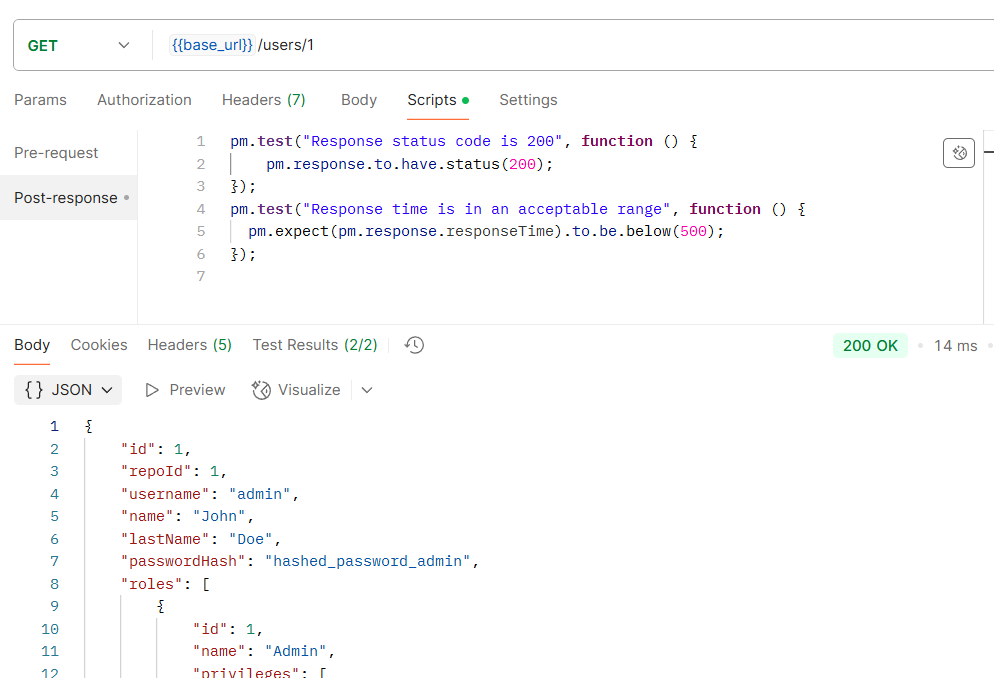 GET {{base_url}} /users/1
Params Authorization Headers (7) Body Scripts Settings
Pre-request
Post-response
1 pm.test("Response status code is 200", function () {
2     pm.response.to.have.status(200);
3 });
4 pm.test("Response time is in an acceptable range", function () {
5   pm.expect(pm.response.responseTime).to.be.below(500);
6 });
7
Body Cookies Headers (5) Test Results (2/2) 200 OK • 14 ms •
{} JSON Preview Visualize
1 {
2     "id": 1,
3     "repoId": 1,
4     "username": "admin",
5     "name": "John",
6     "lastName": "Doe",
7     "passwordHash": "hashed_password_admin",
8     "roles": [
9         {
10             "id": 1,
11             "name": "Admin",
12             "privileges": [